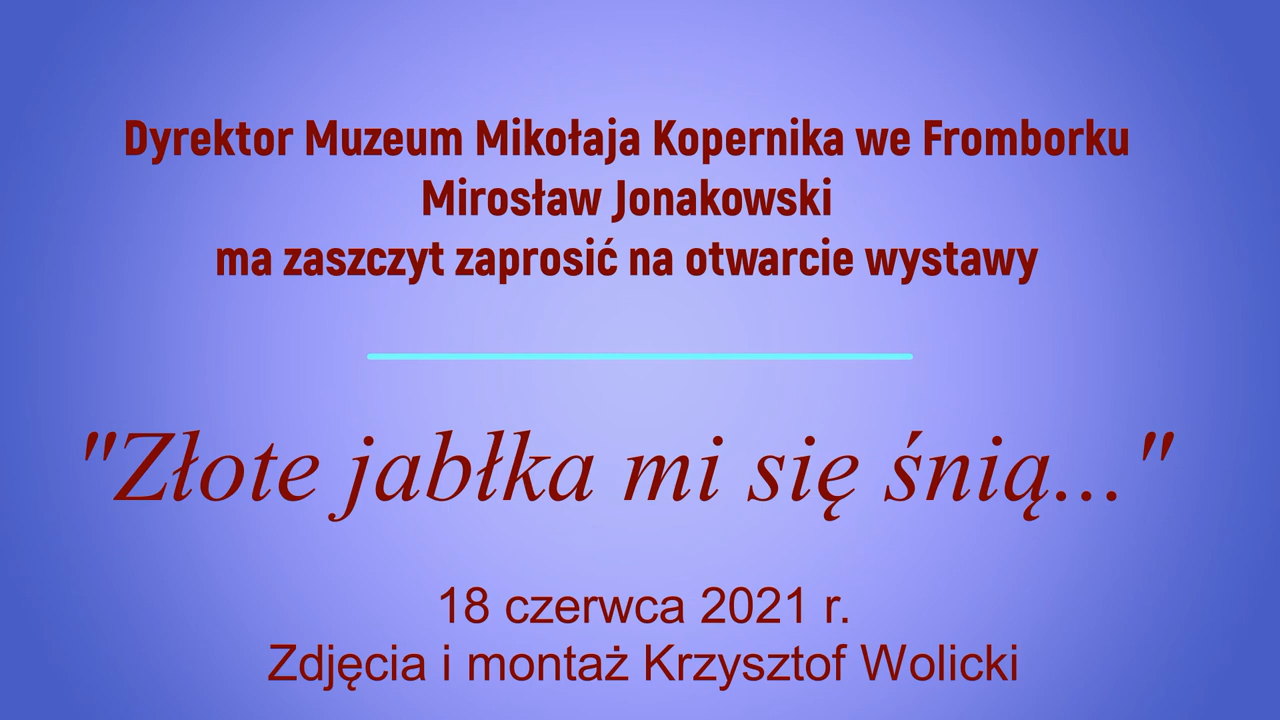 Dyrektor Muzeum Mikołaja Kopernika we Fromborku
Mirosław Jonakowski
ma zaszczyt zaprosić na otwarcie wystawy
"Złote jabłka mi się śnią..."
18 czerwca 2021 r.
Zdjęcia i montaż Krzysztof Wolicki